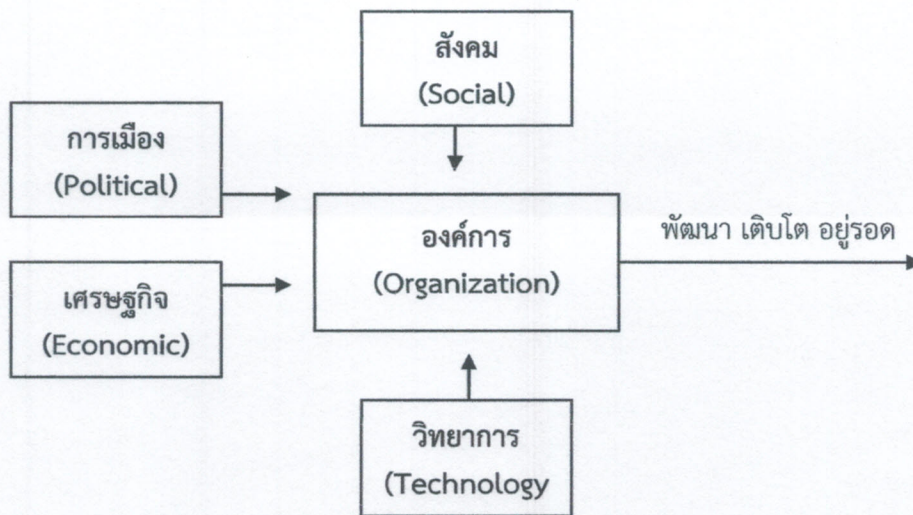 สังคม
(Social)
การเมือง
(Political)
องค์การ
(Organization)
พัฒนา เติบโต อยู่รอด
เศรษฐกิจ
(Economic)
วิทยาการ
(Technology